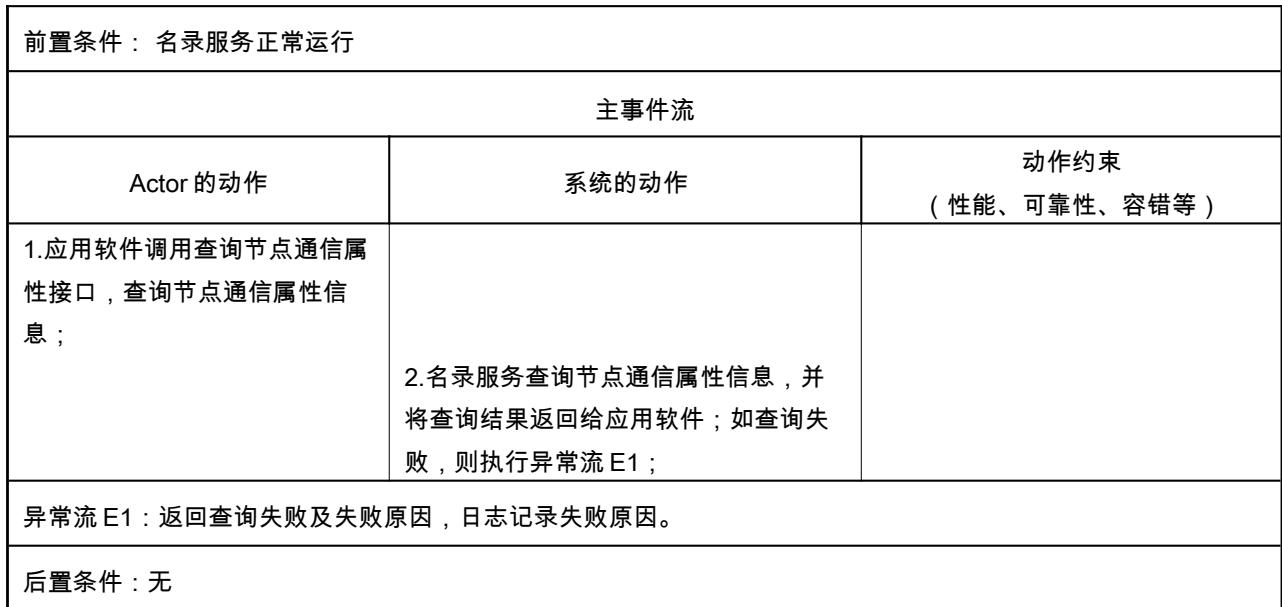 前置条件： 名录服务正常运行
主事件流
Actor 的动作
系统的动作
动作约束
（性能、可靠性、容错等）
1.应用软件调用查询节点通信属
性接口，查询节点通信属性信
息；
2.名录服务查询节点通信属性信息，并
将查询结果返回给应用软件；如查询失
败，则执行异常流 E1；
异常流 E1：返回查询失败及失败原因，日志记录失败原因。
后置条件：无